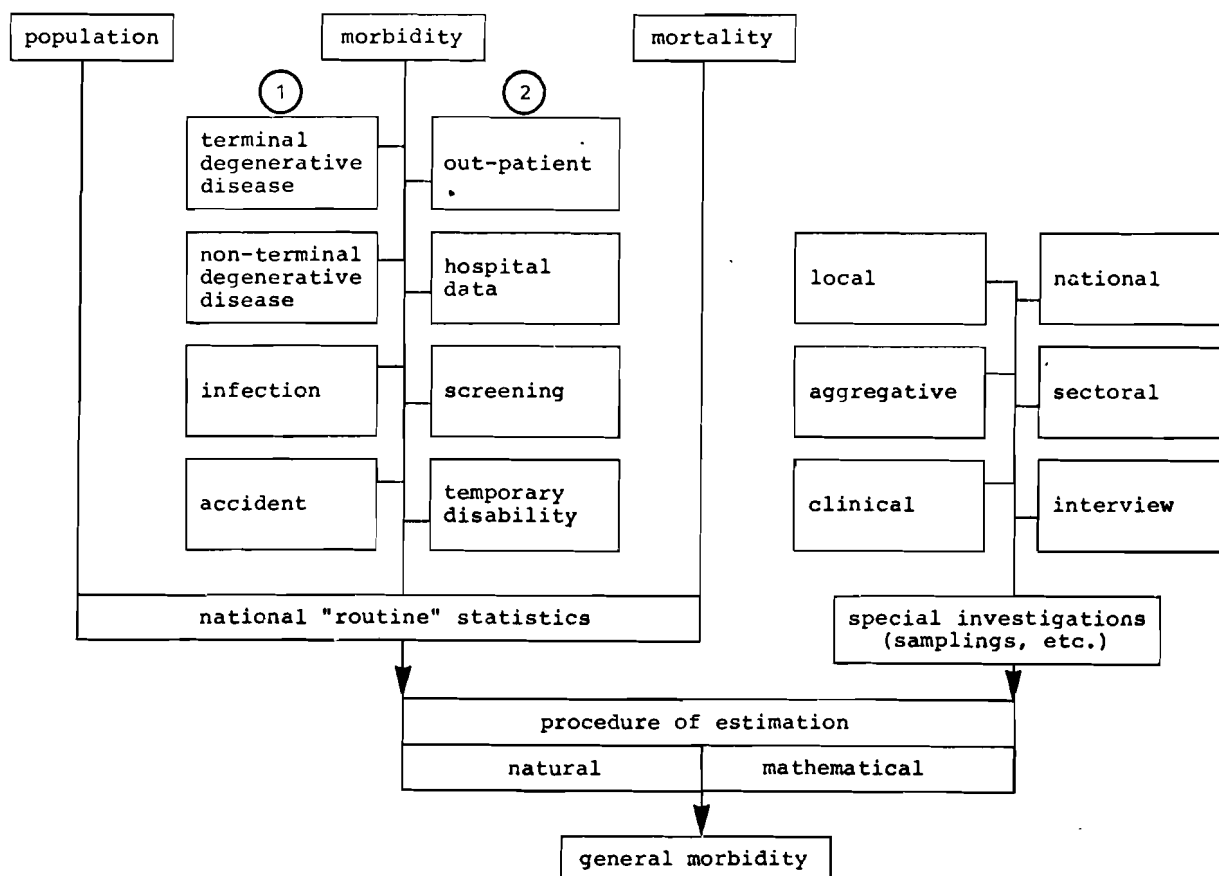 population
morbidity
mortality
1
2
terminal
degenerative
disease
out-patient
non-terminal
degenerative
disease
hospital
data
local
national
infection
screening
aggregative
sectoral
accident
temporary
disability
clinical
interview
national "routine" statistics
special investigations
(samplings, etc.)
procedure of estimation
natural
mathematical
general morbidity